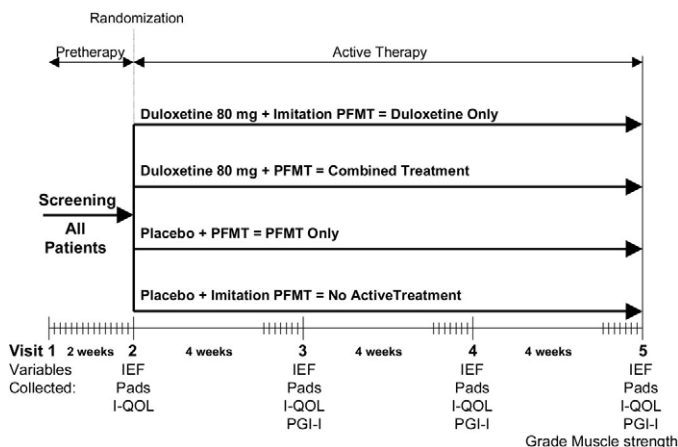 Randomization
Pretherapy Active Therapy
Duloxetine 80 mg + Imitation PFMT = Duloxetine Only
Duloxetine 80 mg + PFMT = Combined Treatment
Screening
All
Patients
Placebo + PFMT = PFMT Only
Placebo + Imitation PFMT = No ActiveTreatment
Visit 1 2 weeks 2 4 weeks 3 4 weeks 4 4 weeks 5
Variables IEF IEF IEF IEF
Collected: Pads Pads Pads Pads
I-QOL I-QOL I-QOL I-QOL
PGI-I PGI-I PGI-I
Grade Muscle strength